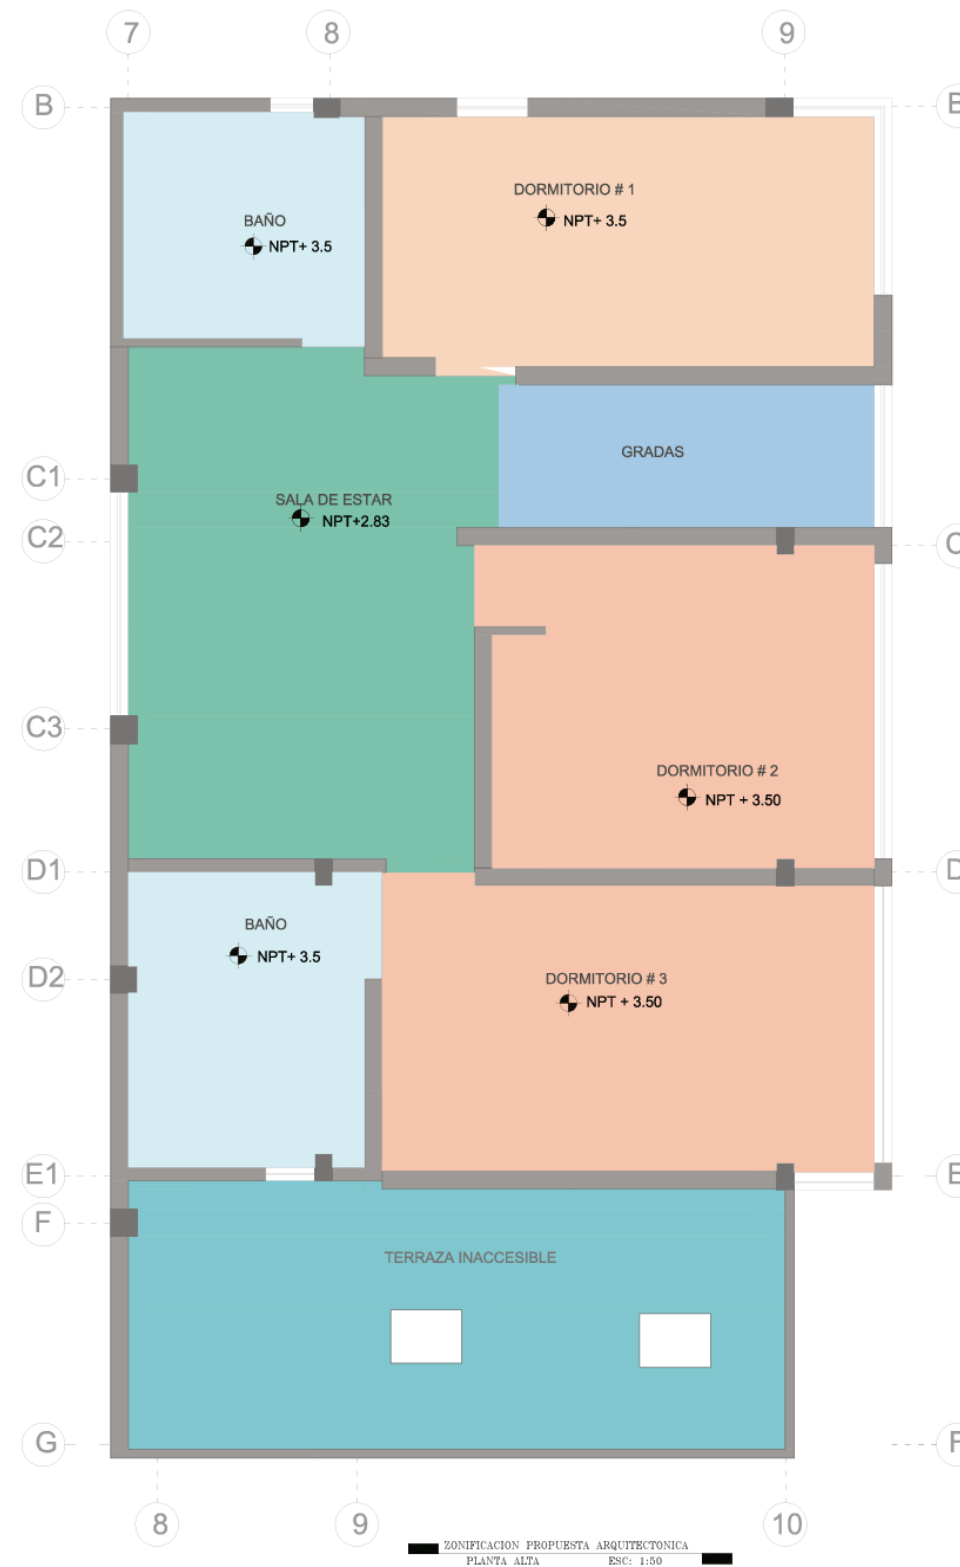 7 8 9
B B
DORMITORIO # 1
NPT+ 3.5
BAÑO
NPT+ 3.5
GRADAS
C1
SALA DE ESTAR
NPT+2.83
C2 C
C3
DORMITORIO # 2
NPT + 3.50
D1 D
BAÑO
NPT+ 3.5
D2
DORMITORIO # 3
NPT + 3.50
E1 E
F
TERRAZA INACCESIBLE
G F
8 9 10
ZONIFICACION PROPUESTA ARQUITECTONICA
PLANTA ALTA ESC: 1:50